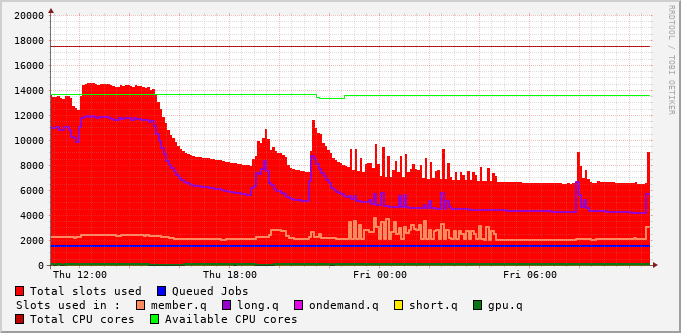 20000
18000
16000
14000
12000
10000
8000
6000
4000
2000
0
Thu 12:00 Thu 18:00 Fri 00:00 Fri 06:00
RRDTOOL / TOBI OETIKER
Total slots used Queued Jobs
Slots used in : member.q long.q ondemand.q short.q gpu.q
Total CPU cores Available CPU cores